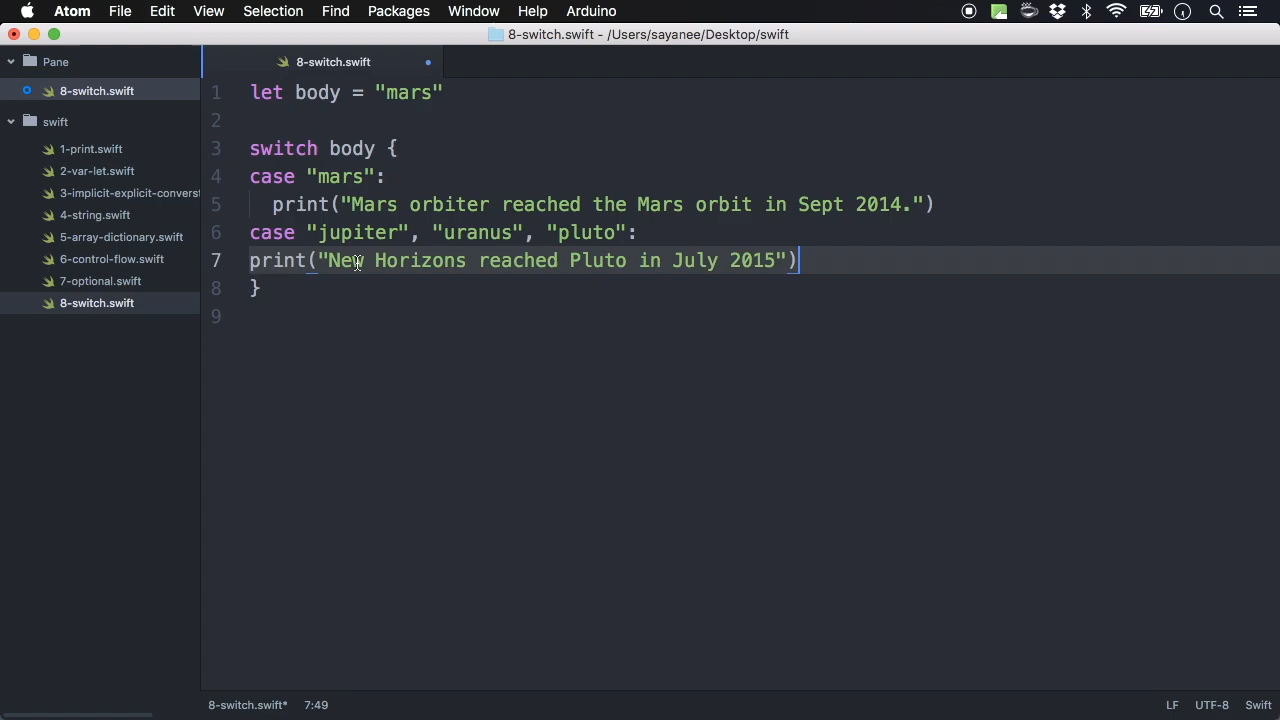 Atom File Edit View Selection Find Packages Window Help Arduino
8-switch.swift - /Users/sayanee/Desktop/swift
Pane
8-switch.swift
8-switch.swift
swift
1-print.swift
2-var-let.swift
3-implicit-explicit-converst
4-string.swift
5-array-dictionary.swift
6-control-flow.swift
7-optional.swift
8-switch.swift
1 let body = "mars"
2
3 switch body {
4 case "mars":
5 print("Mars orbiter reached the Mars orbit in Sept 2014.")
6 case "jupiter", "uranus", "pluto":
7 print("New Horizons reached Pluto in July 2015")
8 }
9
8-switch.swift* 7:49 LF UTF-8 Swift